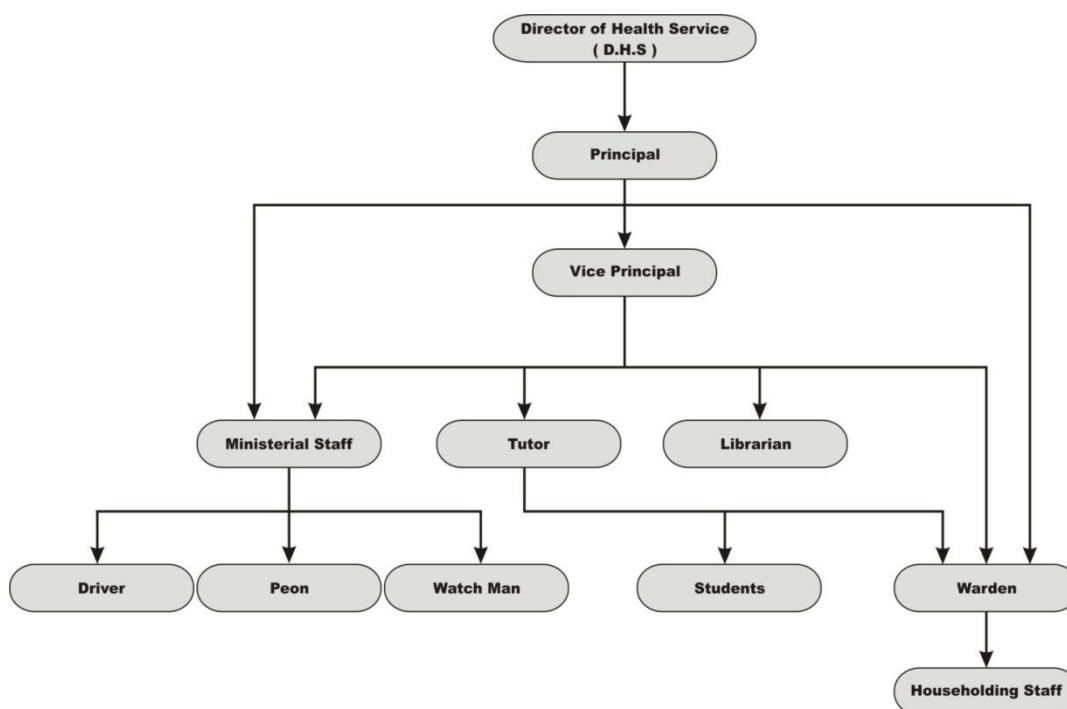 Director of Health Service
( D.H.S )
Principal
Vice Principal
Ministerial Staff
Tutor
Librarian
Driver
Peon
Watch Man
Students
Warden
Householding Staff